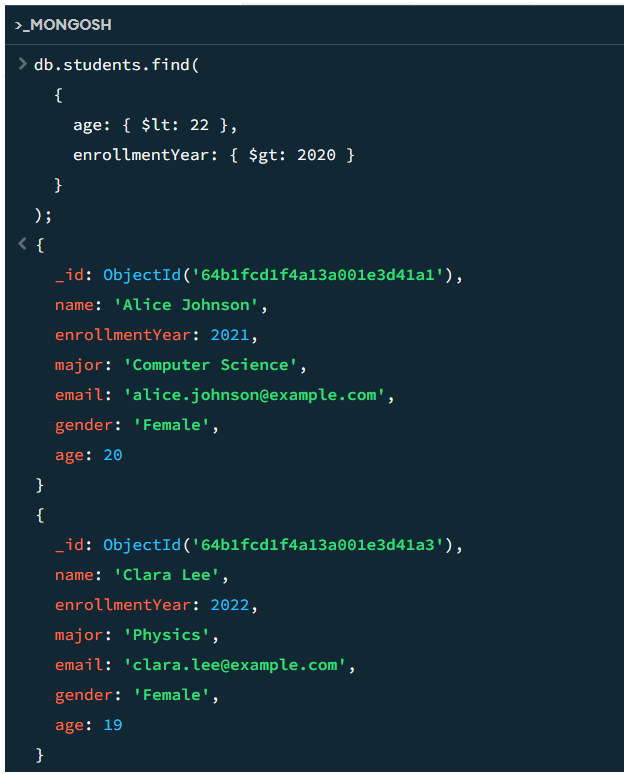 >_MONGOSH
> db.students.find(
{
age: { $lt: 22 },
enrollmentYear: { $gt: 2020 }
}
);
< {
_id: ObjectId('64b1fcd1f4a13a001e3d41a1'),
name: 'Alice Johnson',
enrollmentYear: 2021,
major: 'Computer Science',
email: 'alice.johnson@example.com',
gender: 'Female',
age: 20
}
{
_id: ObjectId('64b1fcd1f4a13a001e3d41a3'),
name: 'Clara Lee',
enrollmentYear: 2022,
major: 'Physics',
email: 'clara.lee@example.com',
gender: 'Female',
age: 19
}